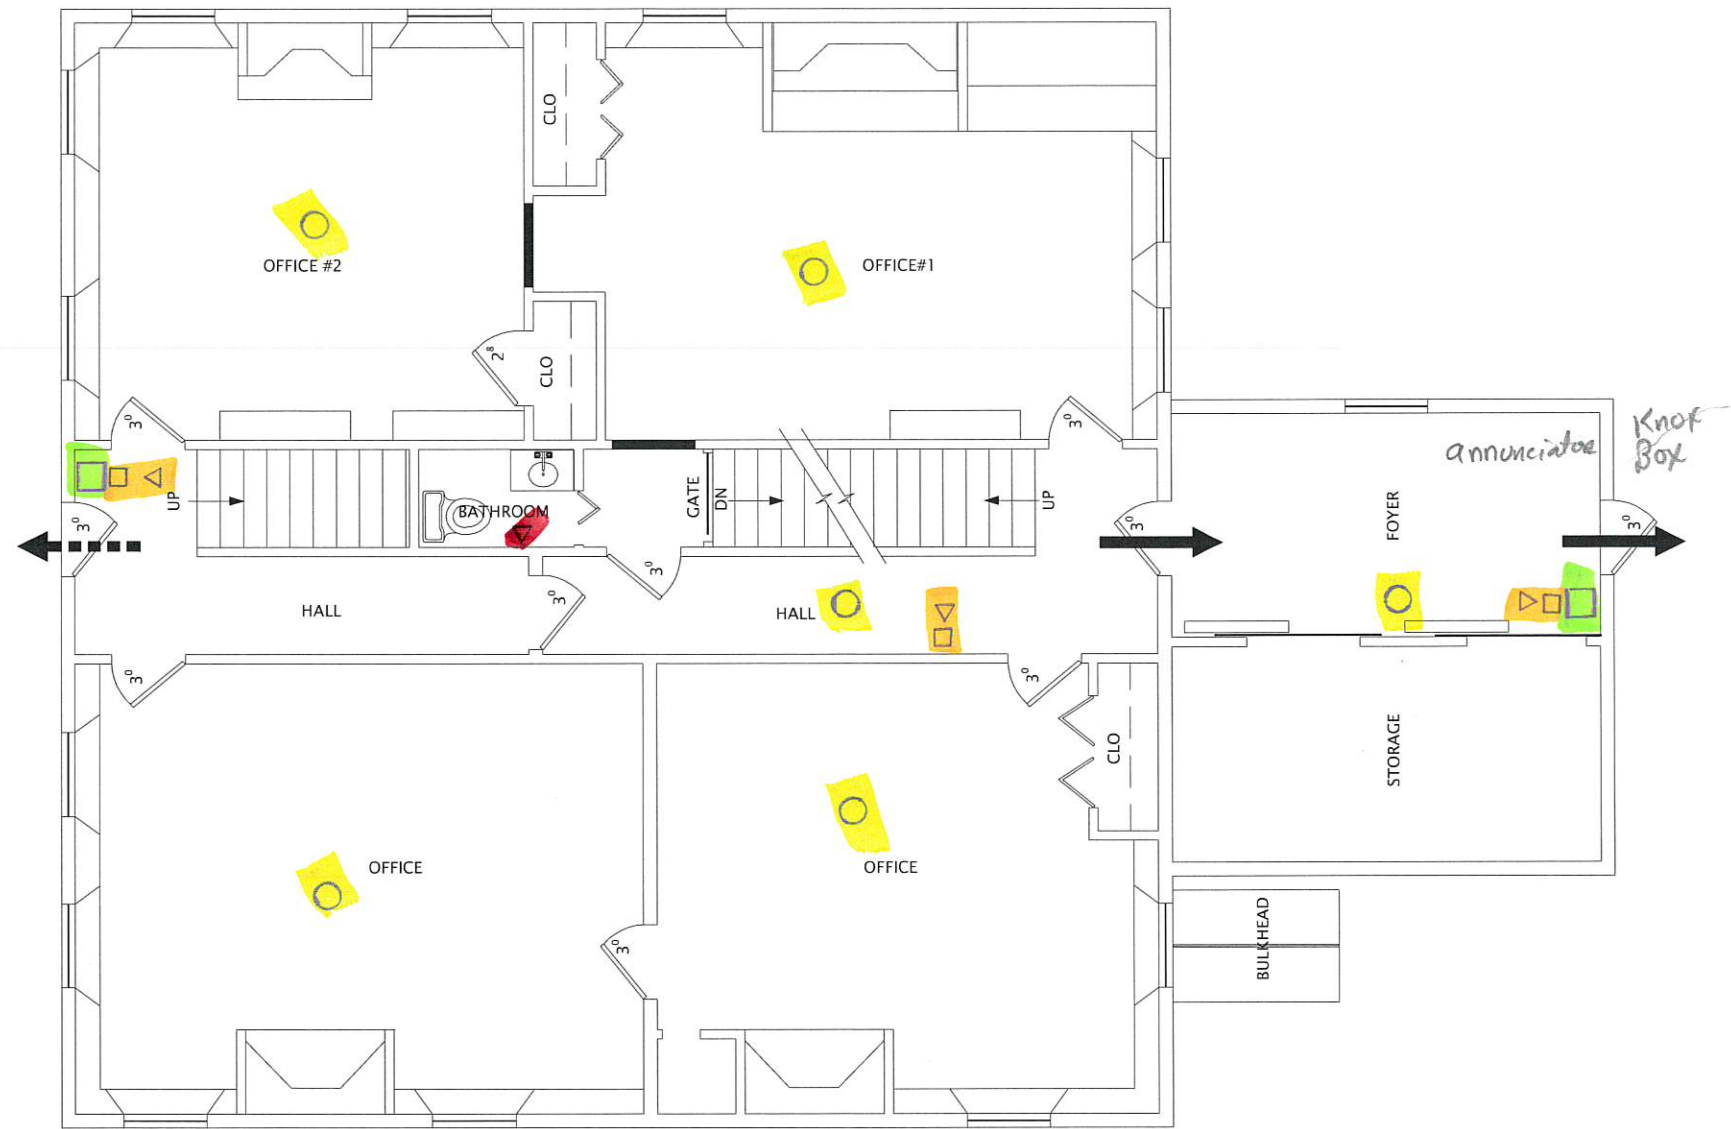 CLO
OFFICE #2
OFFICE#1
2⁸
CLO
3⁰
3⁰
annunciator
Knox
Box
UP
BATHROOM
GATE
DN
UP
FOYER
3⁰
3⁰
3⁰
3⁰
3⁰
HALL
HALL
3⁰
3⁰
CLO
STORAGE
OFFICE
OFFICE
3⁰
BULKHEAD